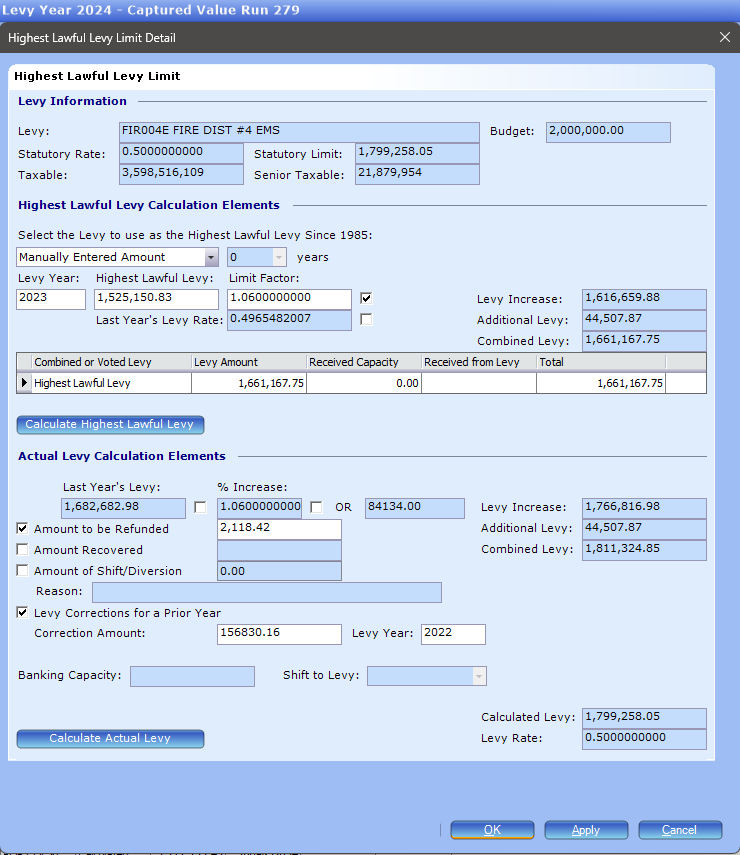 Levy Year 2024 - Captured Value Run 279
Highest Lawful Levy Limit Detail
Highest Lawful Levy Limit
Levy Information
Levy: FIR004E FIRE DIST #4 EMS Budget: 2,000,000.00
Statutory Rate: 0.5000000000 Statutory Limit: 1,799,258.05
Taxable: 3,598,516,109 Senior Taxable: 21,879,954
Highest Lawful Levy Calculation Elements
Select the Levy to use as the Highest Lawful Levy Since 1985:
Manually Entered Amount 0 years
Levy Year: Highest Lawful Levy: Limit Factor:
2023 1,525,150.83 1.0600000000 Levy Increase: 1,616,659.88
Last Year's Levy Rate: 0.4965482007 Additional Levy: 44,507.87
Combined Levy: 1,661,167.75
Combined or Voted Levy Levy Amount Received Capacity Received from Levy Total
Highest Lawful Levy 1,661,167.75 0.00 1,661,167.75
Calculate Highest Lawful Levy
Actual Levy Calculation Elements
Last Year's Levy: % Increase:
1,682,682.98 1.0600000000 OR 84134.00 Levy Increase: 1,766,816.98
Amount to be Refunded 2,118.42 Additional Levy: 44,507.87
Amount Recovered Combined Levy: 1,811,324.85
Amount of Shift/Diversion 0.00
Reason:
Levy Corrections for a Prior Year
Correction Amount: 156830.16 Levy Year: 2022
Banking Capacity: Shift to Levy:
Calculated Levy: 1,799,258.05
Calculate Actual Levy Levy Rate: 0.5000000000
OK Apply Cancel